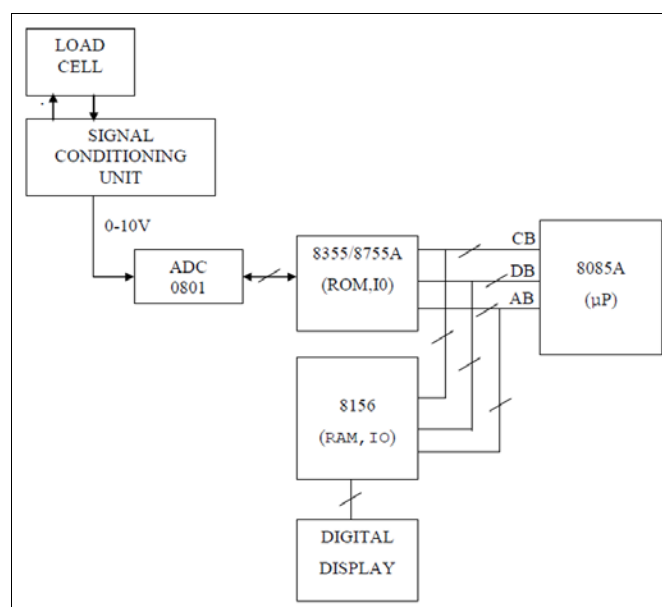 LOAD
CELL
SIGNAL
CONDITIONING
UNIT
0-10V
ADC
0801
8355/8755A
(ROM,I0)
CB
DB
AB
8085A
(µP)
8156
(RAM,IO)
DIGITAL
DISPLAY